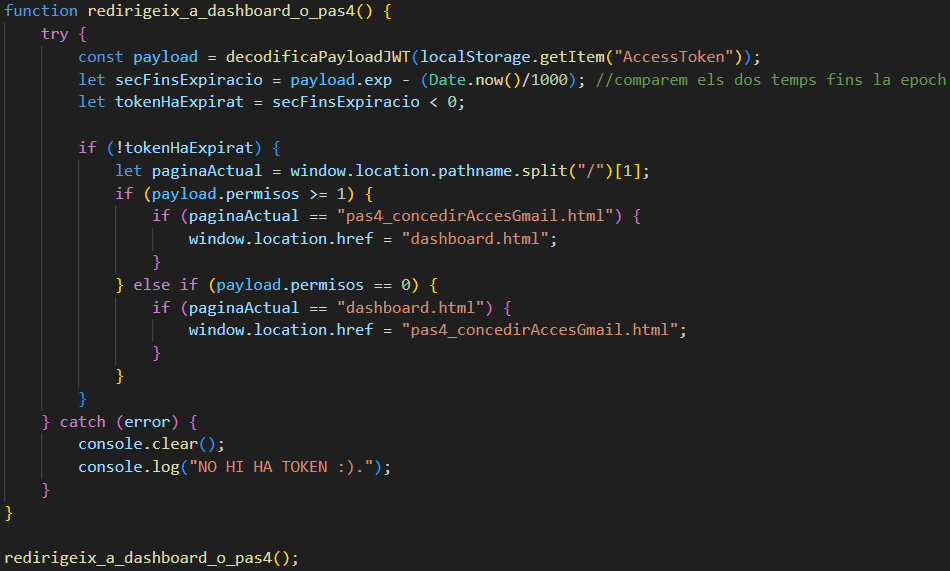 function redirigeix_a_dashboard_o_pas4() {
try {
const payload = decodificaPayloadJWT(localStorage.getItem("AccessToken"));
let secFinsExpiracio = payload.exp - (Date.now()/1000); //comparem els dos temps fins la epoch
let tokenHaExpirat = secFinsExpiracio < 0;
if (!tokenHaExpirat) {
let paginaActual = window.location.pathname.split("/")[1];
if (payload.permisos >= 1) {
if (paginaActual == "pas4_concedirAccesGmail.html") {
window.location.href = "dashboard.html";
}
} else if (payload.permisos == 0) {
if (paginaActual == "dashboard.html") {
window.location.href = "pas4_concedirAccesGmail.html";
}
}
}
} catch (error) {
console.clear();
console.log("NO HI HA TOKEN :).");
}
}
redirigeix_a_dashboard_o_pas4();